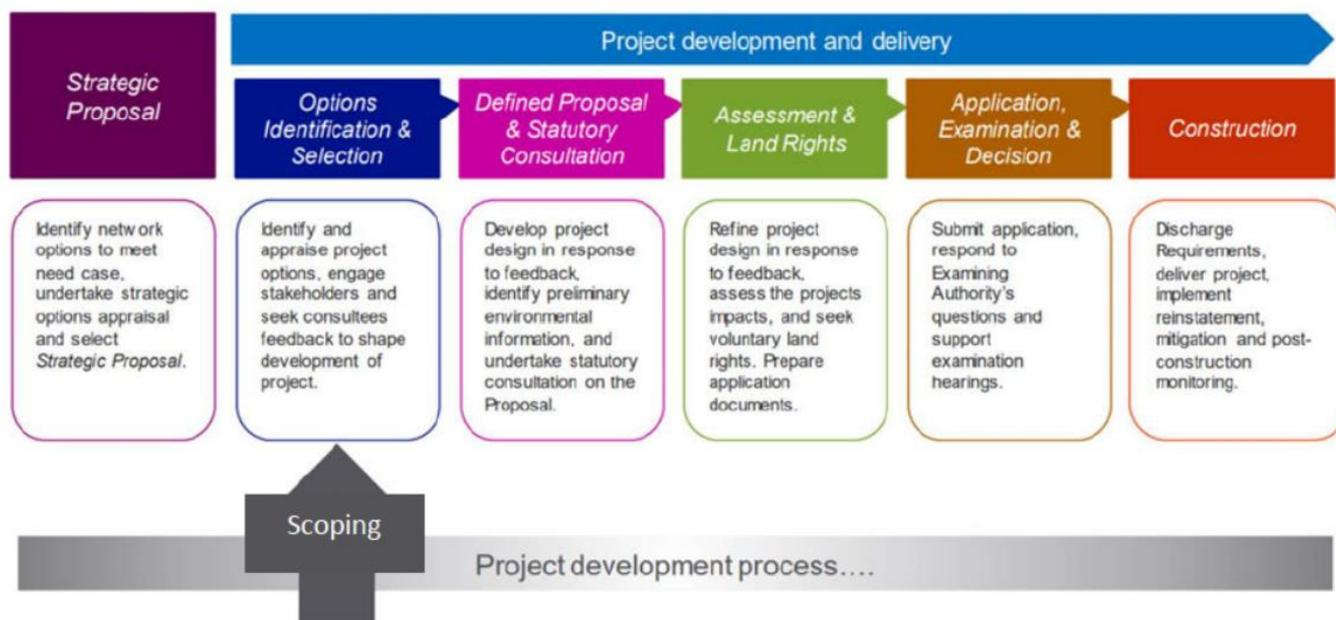 Project development and delivery
Strategic
Proposal
Options
Identification &
Selection
Defined Proposal
& Statutory
Consultation
Assessment &
Land Rights
Application,
Examination &
Decision
Construction
Identify network
options to meet
need case,
undertake strategic
options appraisal
and select
Strategic Proposal.
Identify and
appraise project
options, engage
stakeholders and
seek consultees
feedback to shape
development of
project.
Develop project
design in response
to feedback,
identify preliminary
environmental
information, and
undertake statutory
consultation on the
Proposal.
Refine project
design in response
to feedback,
assess the projects
impacts, and seek
voluntary land
rights. Prepare
application
documents.
Submit application,
respond to
Examining
Authority's
questions and
support
examination
hearings.
Discharge
Requirements,
deliver project,
implement
reinstatement,
mitigation and post-
construction
monitoring.
Scoping
Project development process....